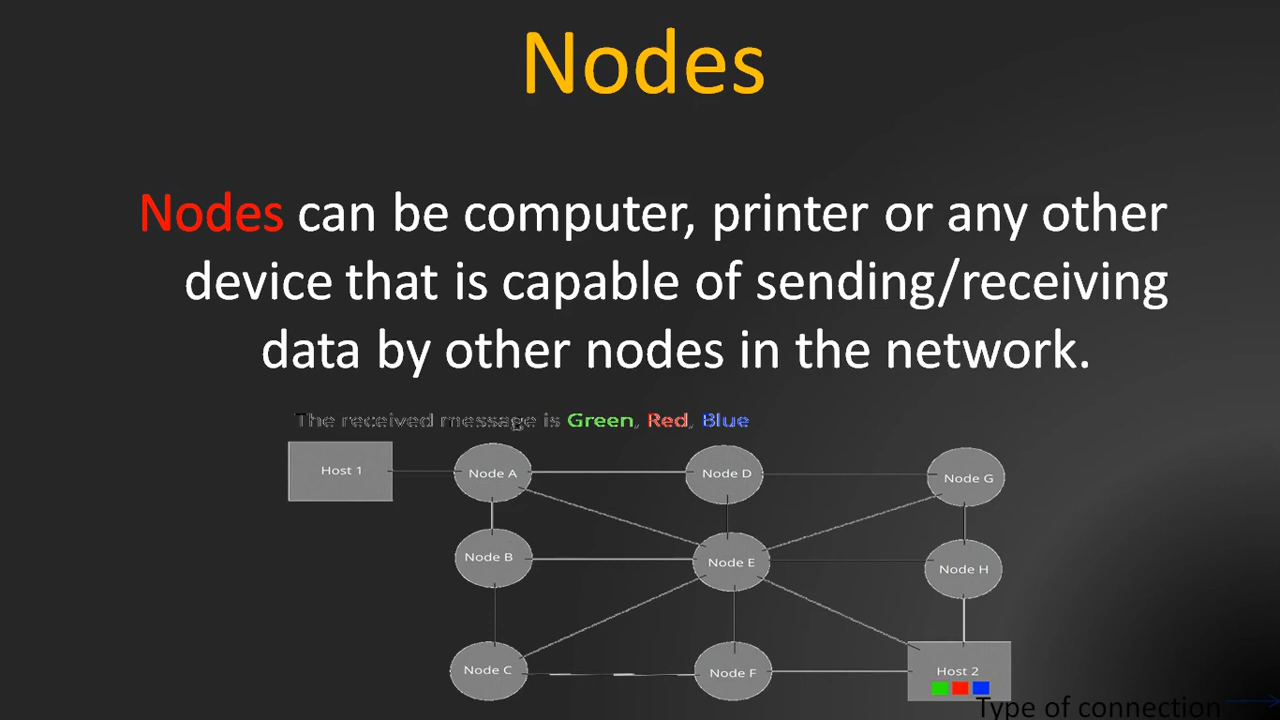 Nodes
Nodes can be computer, printer or any other
device that is capable of sending/receiving
data by other nodes in the network.
The received message is Green, Red, Blue
Host 1
Node A
Node D
Node G
Node B
Node E
Node H
Node C
Node F
Host 2
Type of connection